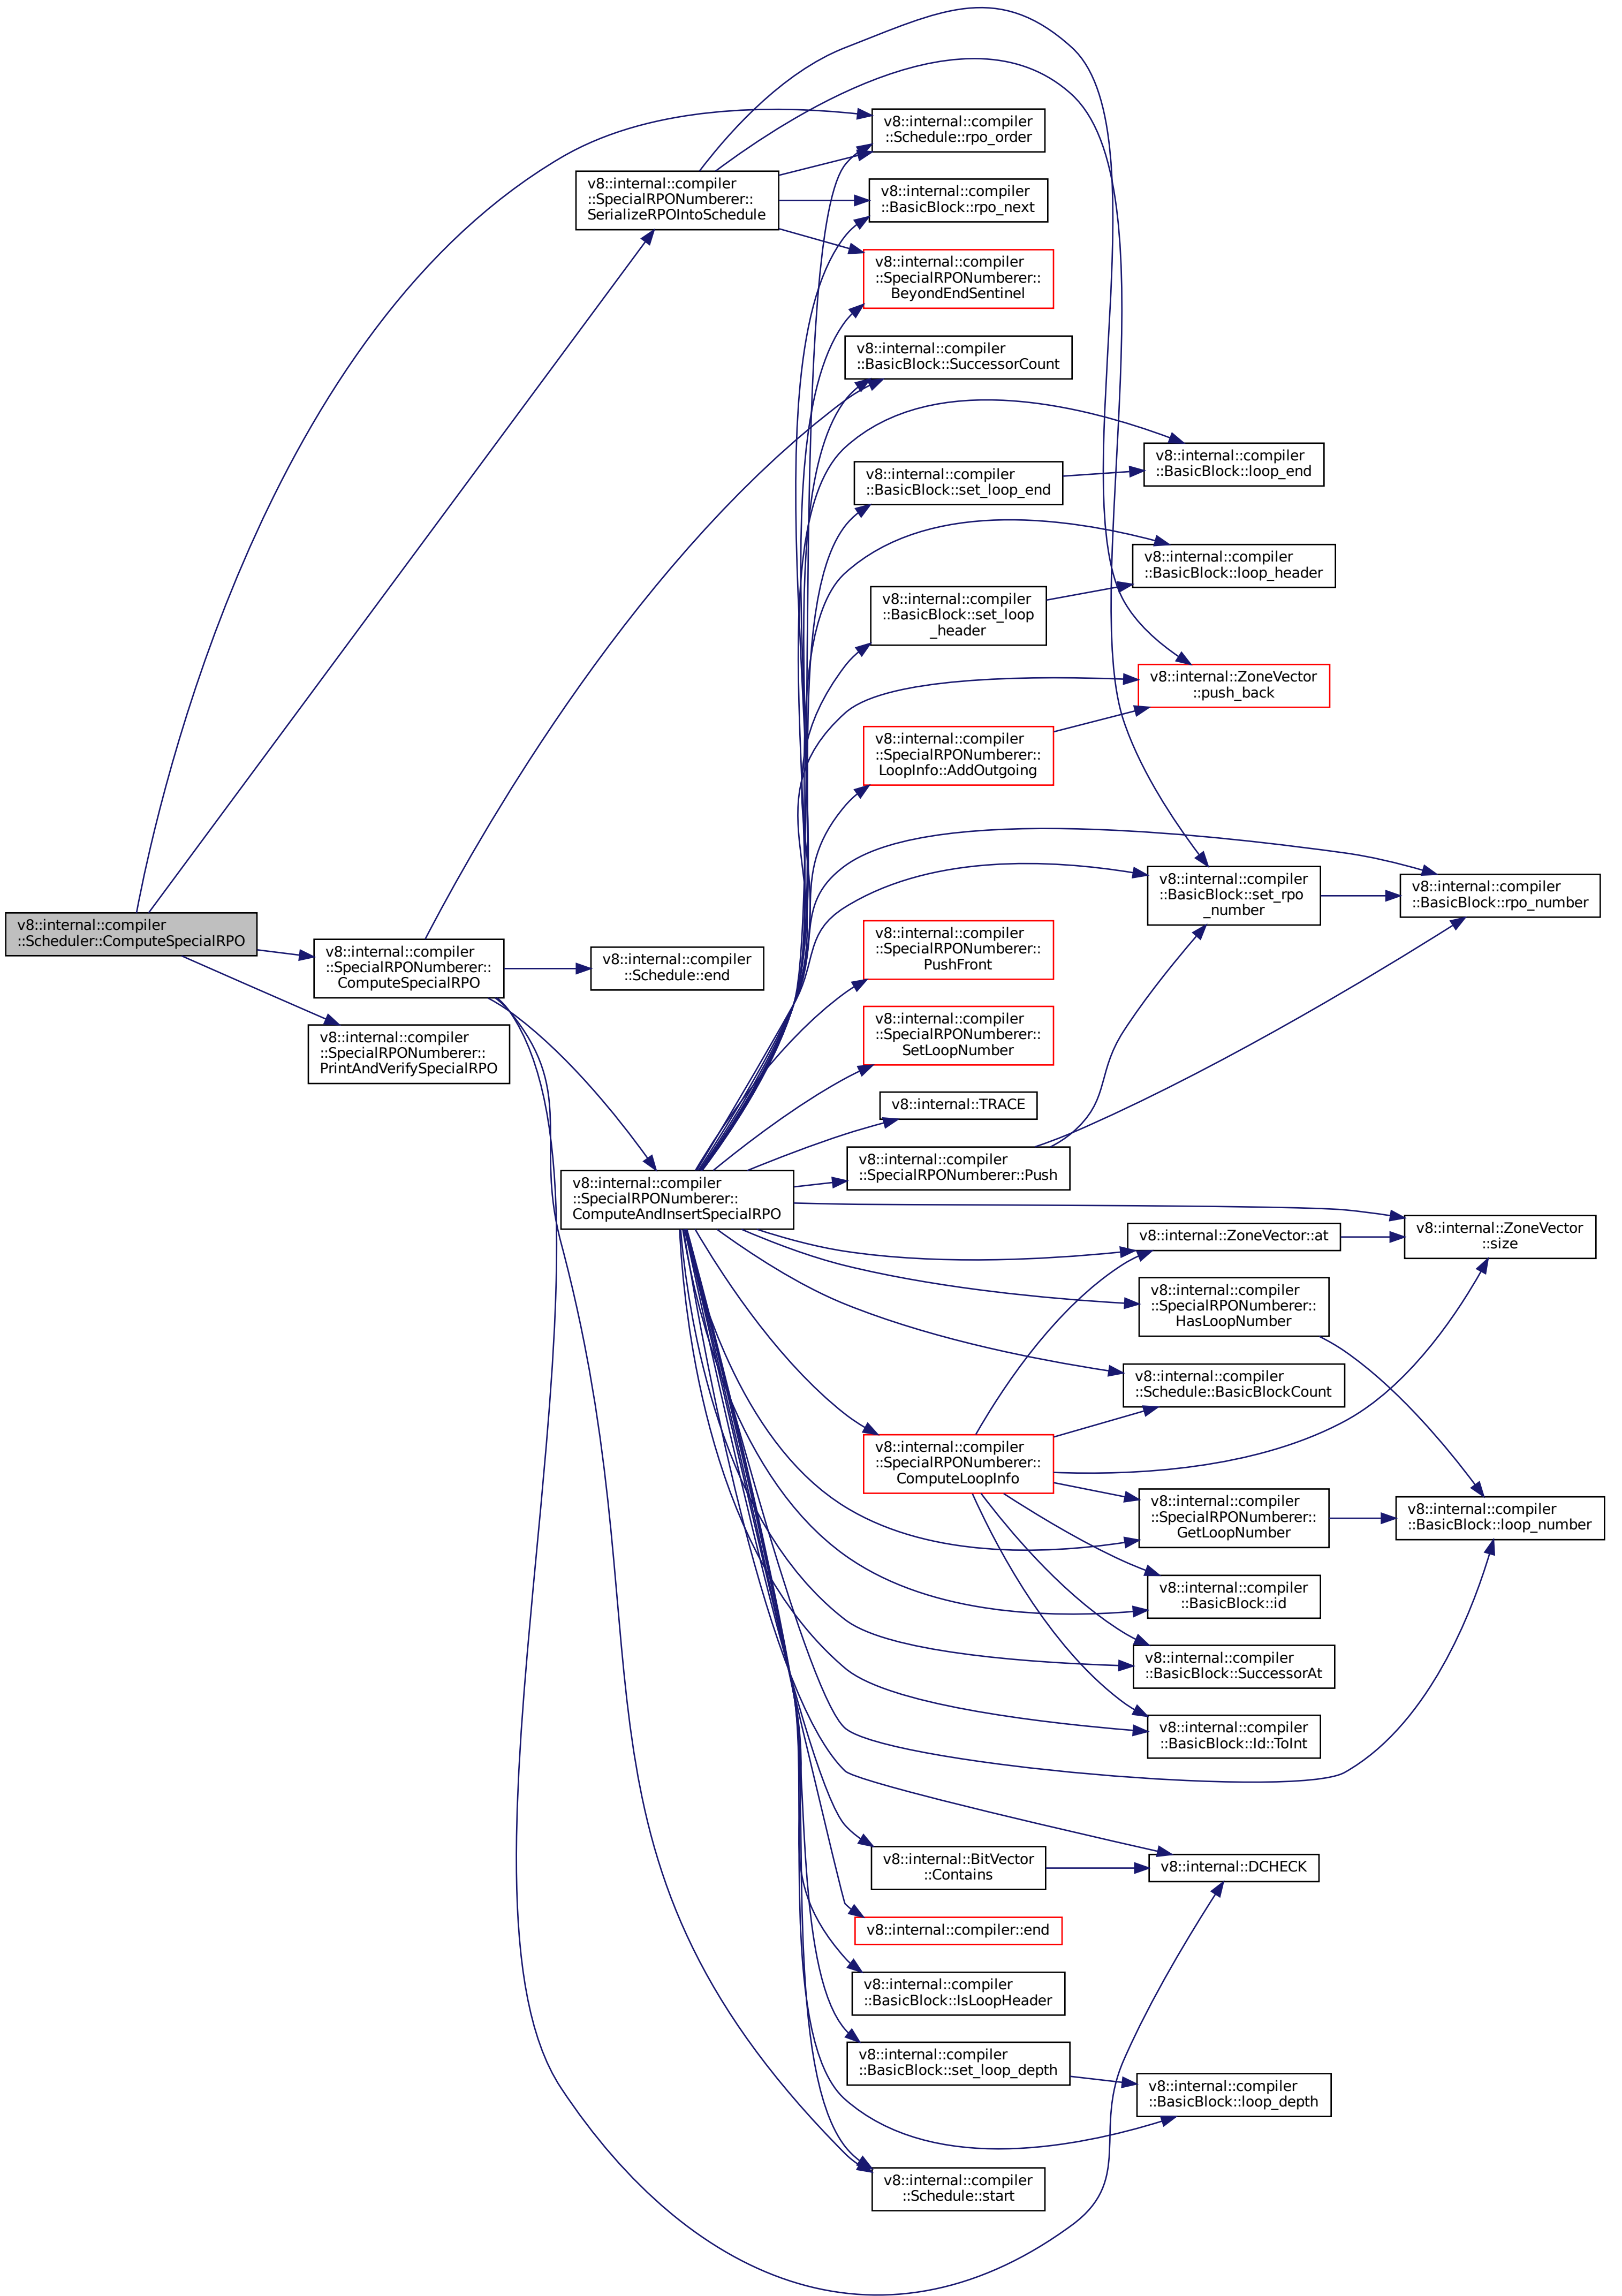 v8::internal::compiler
::Schedule::rpo_order
v8::internal::compiler
::SpecialRPONumberer::
SerializeRPOIntoSchedule
v8::internal::compiler
::BasicBlock::rpo_next
v8::internal::compiler
::SpecialRPONumberer::
BeyondEndSentinel
v8::internal::compiler
::BasicBlock::SuccessorCount
v8::internal::compiler
::BasicBlock::loop_end
v8::internal::compiler
::BasicBlock::set_loop_end
v8::internal::compiler
::BasicBlock::loop_header
v8::internal::compiler
::BasicBlock::set_loop
_header
v8::internal::ZoneVector
::push_back
v8::internal::compiler
::SpecialRPONumberer::
LoopInfo::AddOutgoing
v8::internal::compiler
::BasicBlock::set_rpo
_number
v8::internal::compiler
::BasicBlock::rpo_number
v8::internal::compiler
::Scheduler::ComputeSpecialRPO
v8::internal::compiler
::SpecialRPONumberer::
ComputeSpecialRPO
v8::internal::compiler
::Schedule::end
v8::internal::compiler
::SpecialRPONumberer::
PushFront
v8::internal::compiler
::SpecialRPONumberer::
PrintAndVerifySpecialRPO
v8::internal::compiler
::SpecialRPONumberer::
SetLoopNumber
v8::internal::TRACE
v8::internal::compiler
::SpecialRPONumberer::Push
v8::internal::compiler
::SpecialRPONumberer::
ComputeAndInsertSpecialRPO
v8::internal::ZoneVector::at
v8::internal::ZoneVector
::size
v8::internal::compiler
::SpecialRPONumberer::
HasLoopNumber
v8::internal::compiler
::Schedule::BasicBlockCount
v8::internal::compiler
::SpecialRPONumberer::
ComputeLoopInfo
v8::internal::compiler
::SpecialRPONumberer::
GetLoopNumber
v8::internal::compiler
::BasicBlock::loop_number
v8::internal::compiler
::BasicBlock::id
v8::internal::compiler
::BasicBlock::SuccessorAt
v8::internal::compiler
::BasicBlock::Id::ToInt
v8::internal::BitVector
::Contains
v8::internal::DCHECK
v8::internal::compiler::end
v8::internal::compiler
::BasicBlock::IsLoopHeader
v8::internal::compiler
::BasicBlock::set_loop_depth
v8::internal::compiler
::BasicBlock::loop_depth
v8::internal::compiler
::Schedule::start